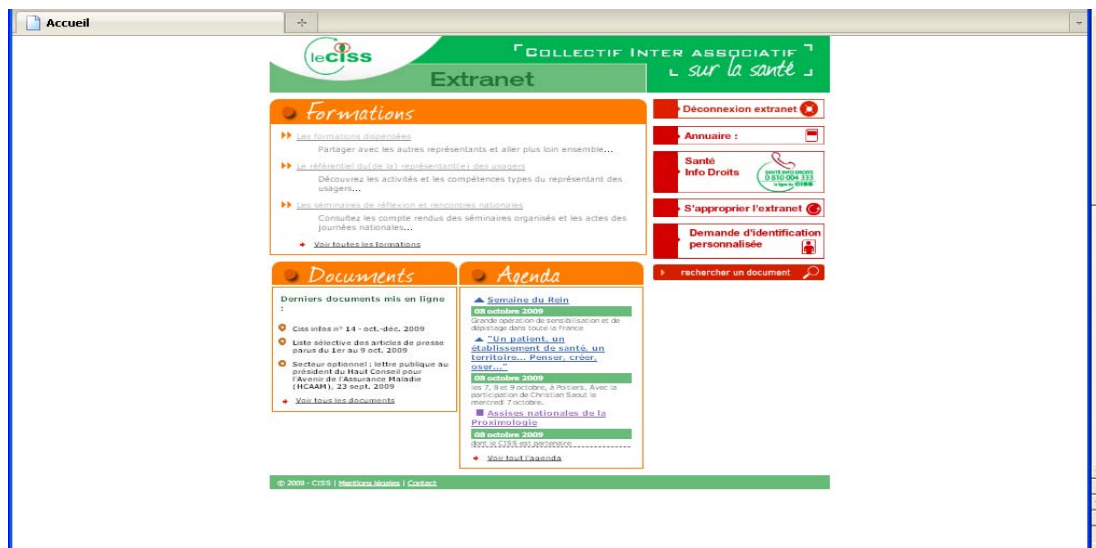 Accueil
leciss
COLLECTIF INTER ASSOCIATIF
sur la santé
Extranet
Formations
Les formations dispensées
Partager avec les autres représentants et aller plus loin ensemble...
Le référentiel du(de la) représentant(e) des usagers
Découvrez les activités et les compétences types du représentant des
usagers...
Les séminaires de réflexion et rencontres nationales
Consultez les compte rendus des séminaires organisés et les actes des
journées nationales...
Voir toutes les formations
Déconnexion extranet
Annuaire :
Santé
Info Droits
SANTÉ INFO DROITS
0 810 004 333
la ligne du CISS
S'approprier l'extranet
Demande d'identification
personnalisée
rechercher un document
Documents
Derniers documents mis en ligne
:
Ciss infos n° 14 - oct.-déc. 2009
Liste sélective des articles de presse
parus du 1er au 9 oct. 2009
Secteur optionnel : lettre publique au
président du Haut Conseil pour
l'Avenir de l'Assurance Maladie
(HCAAM), 23 sept. 2009
Voir tous les documents
Agenda
Semaine du Rein
08 octobre 2009
Grande opération de sensibilisation et de
dépistage dans toute la France
"Un patient, un
établissement de santé, un
territoire... Penser, créer,
oser..."
08 octobre 2009
les 7, 8 et 9 octobre, à Poitiers. Avec la
participation de Christian Saout le
mercredi 7 octobre.
Assises nationales de la
Proximologie
08 octobre 2009
dont le CISS est partenaire
Voir tout l'agenda
© 2009 - CISS | Mentions légales | Contact